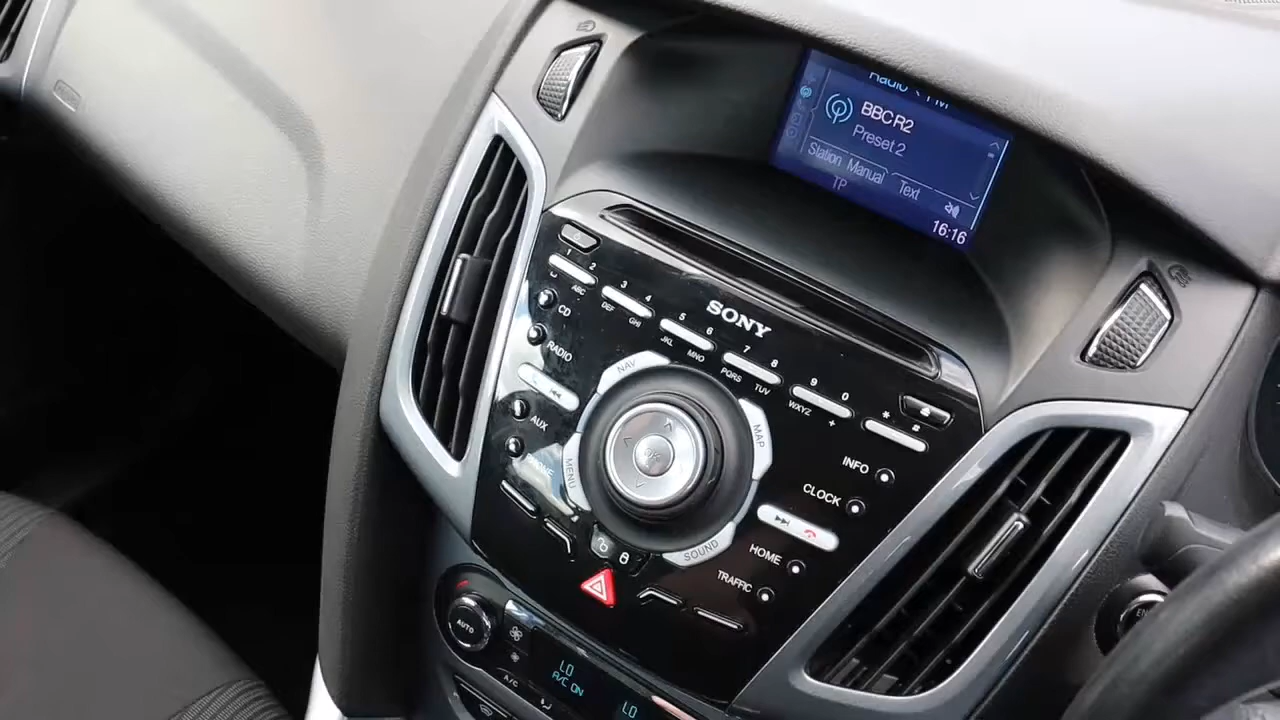 BBC R2
Preset 2
Station Manual Text
TP
16:16
SONY
1 2
ABC
3 4
DEF GHI
5 6
JKL MNO
7 8
PQRS TUV
9 0
WXYZ +
* #
CD
RADIO
AUX
NAV
MAP
MENU
SOUND
OK
INFO
CLOCK
HOME
TRAFFIC
AUTO
A/C
LO
A/C ON
LO